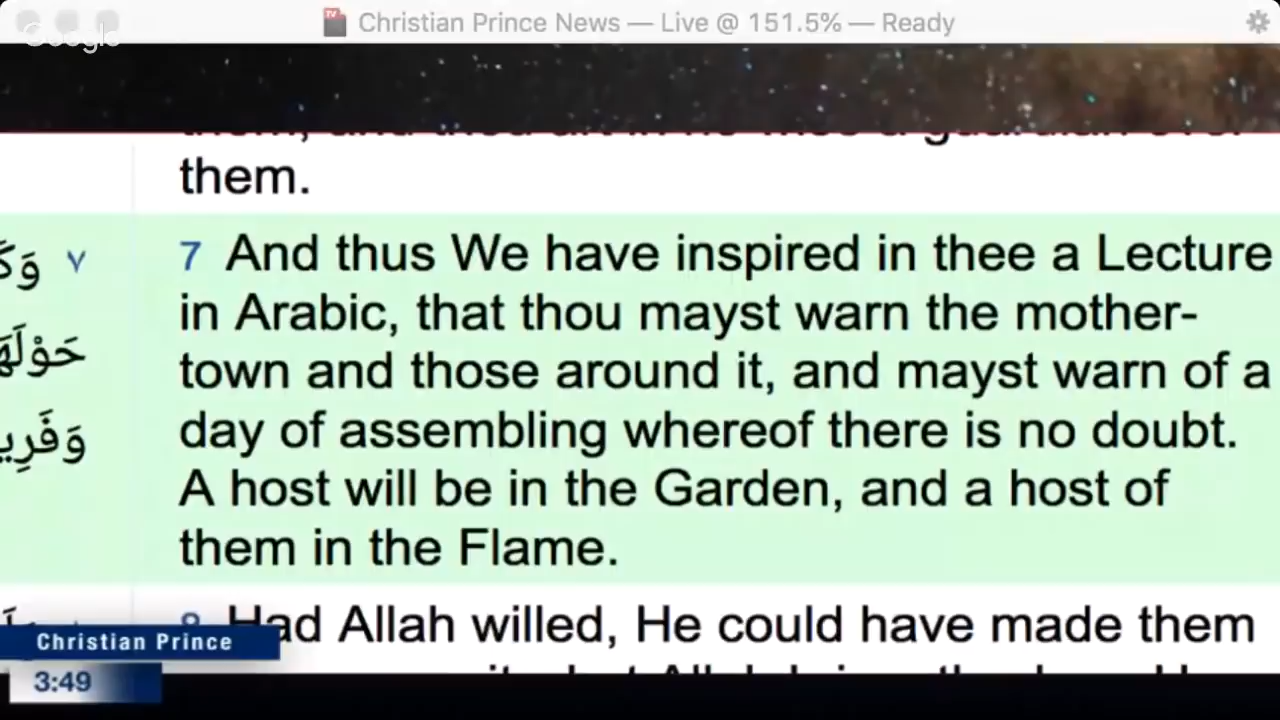 Christian Prince News — Live @ 151.5% — Ready
Google
them.
٧ 7 And thus We have inspired in thee a Lecture
in Arabic, that thou mayst warn the mother-
حَوْلَهَ
town and those around it, and mayst warn of a
day of assembling whereof there is no doubt.
A host will be in the Garden, and a host of
them in the Flame.
Had Allah willed, He could have made them
Christian Prince
3:49